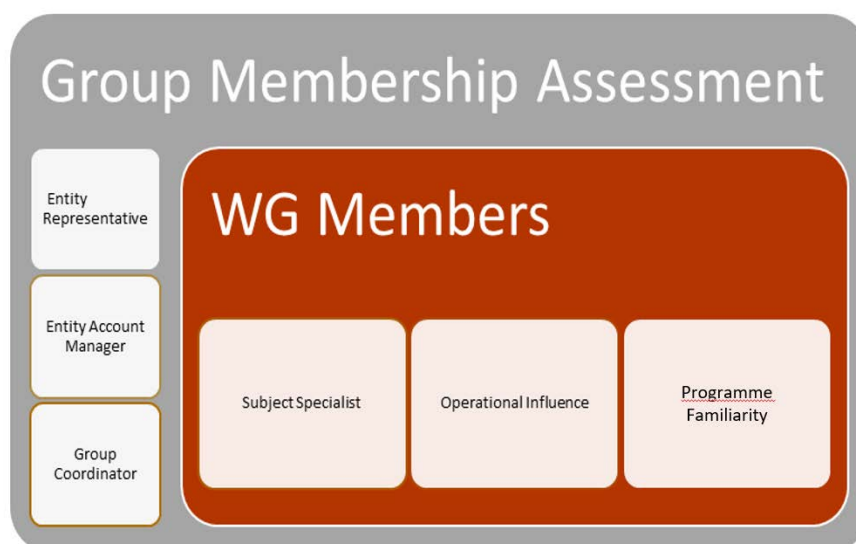 Group Membership Assessment
Entity
Representative
Entity Account
Manager
Group
Coordinator
WG Members
Subject Specialist
Operational Influence
Programme
Familiarity